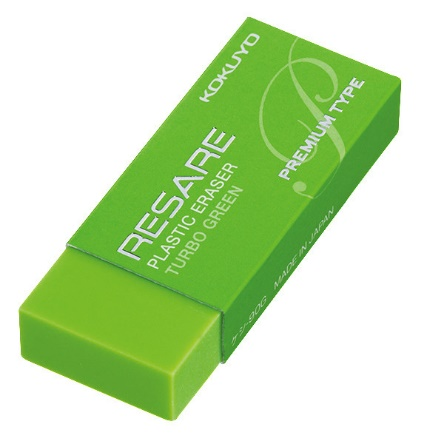 KOKUYO
RESARE
PLASTIC ERASER
TURBO GREEN
P
PREMIUM TYPE
MADE IN JAPAN